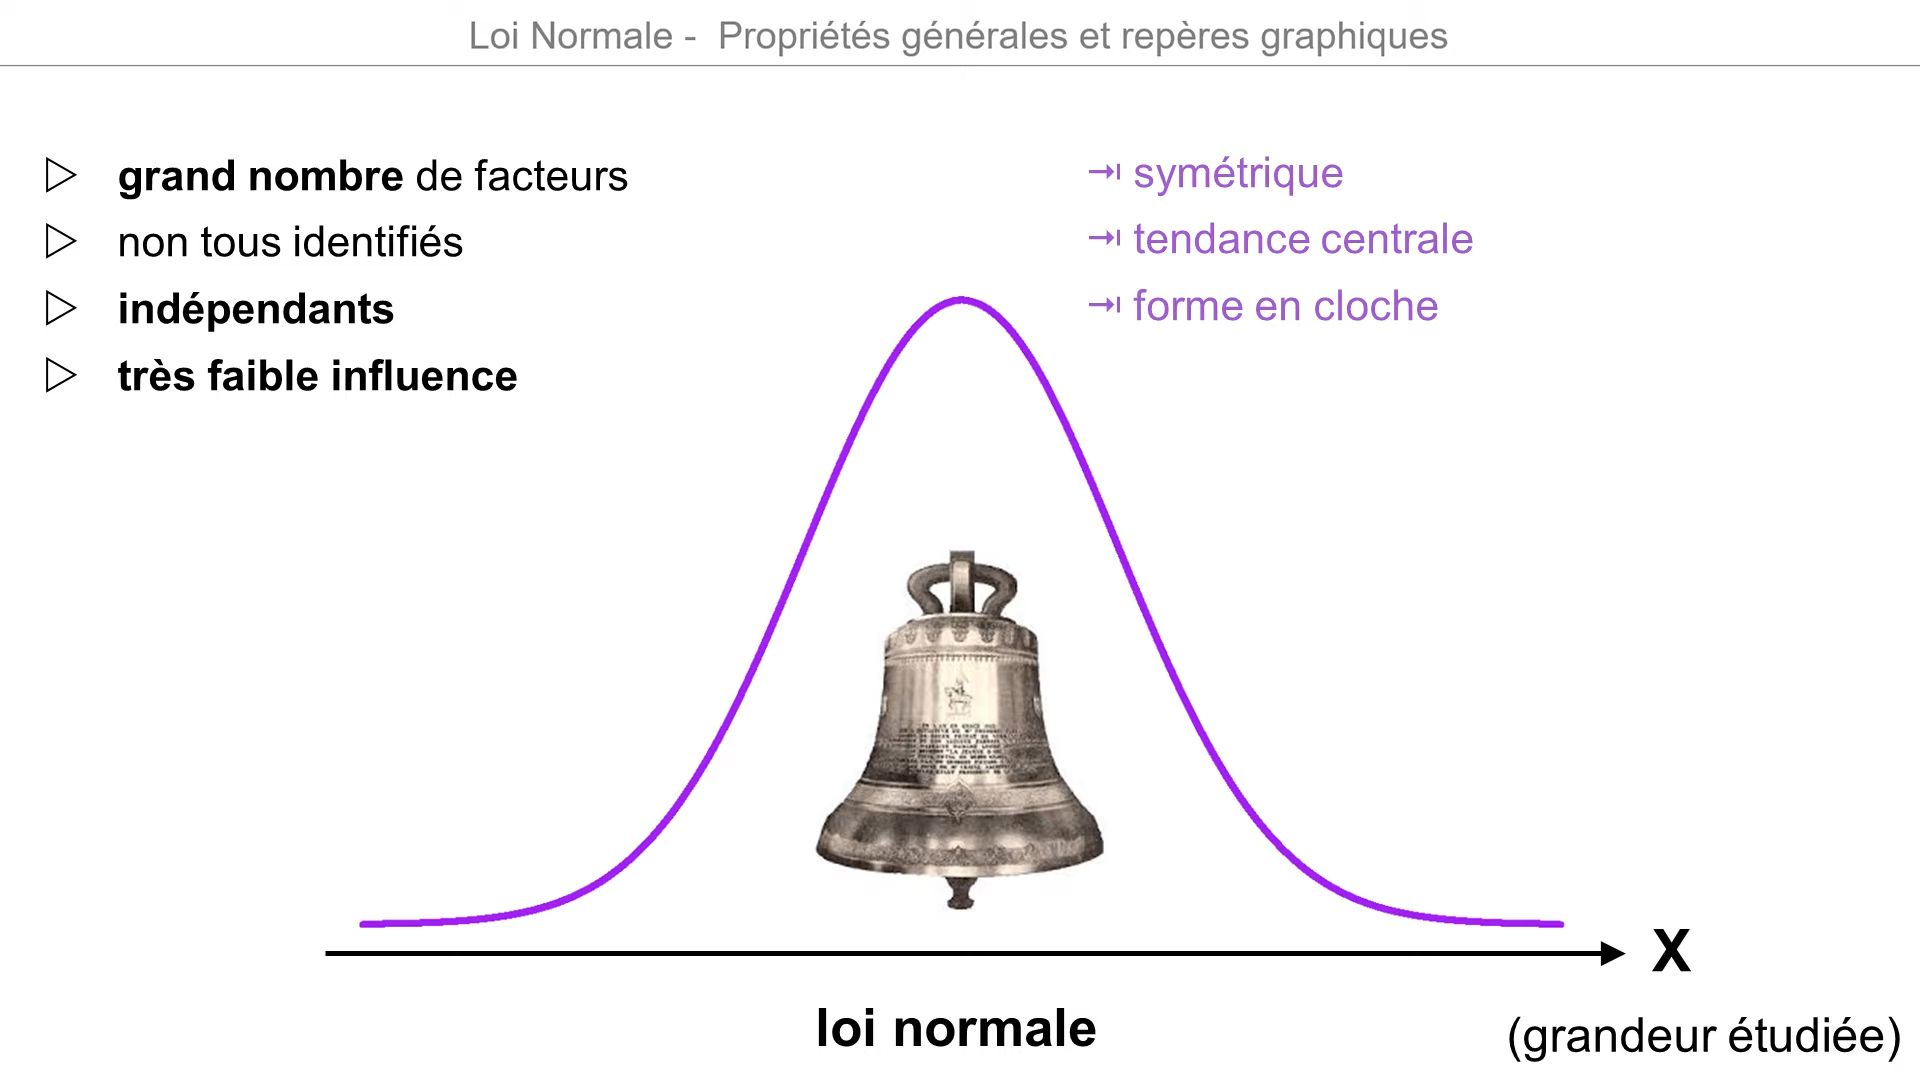 Loi Normale - Propriétés générales et repères graphiques
grand nombre de facteurs
non tous identifiés
indépendants
très faible influence
symétrique
tendance centrale
forme en cloche
X
loi normale
(grandeur étudiée)